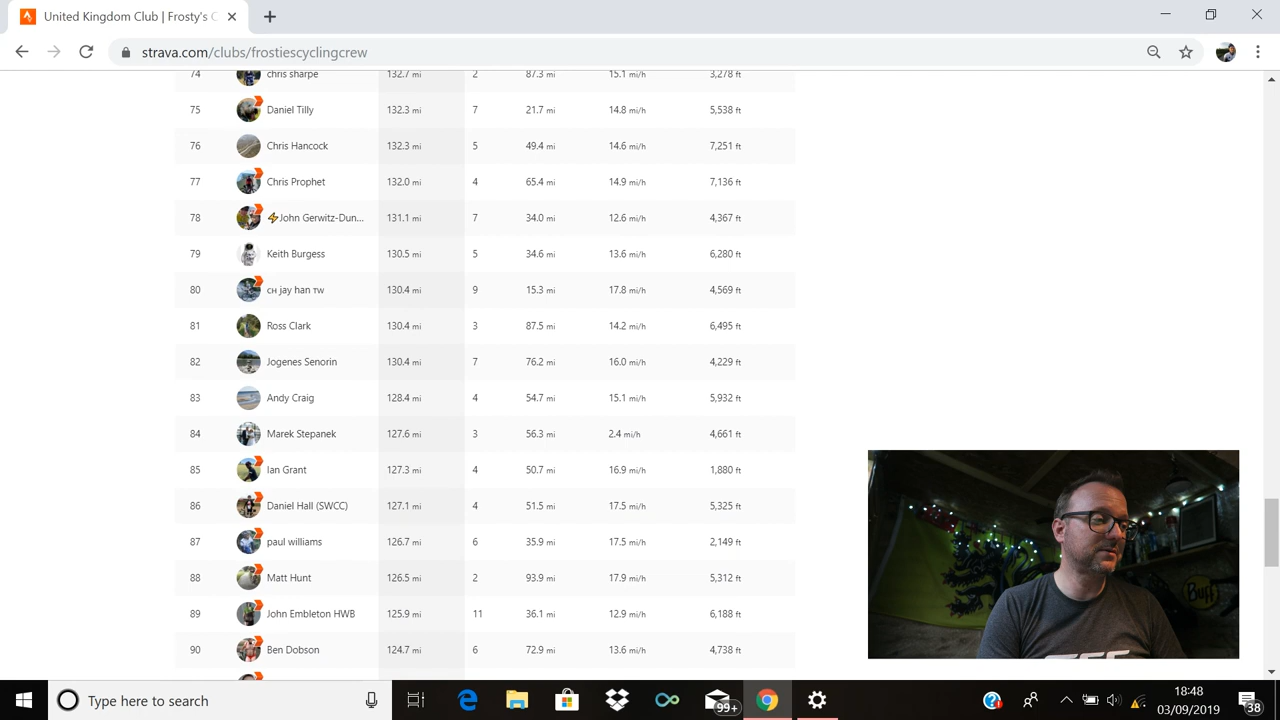 United Kingdom Club | Frosty's C
strava.com/clubs/frostiescyclingcrew
74 chris sharpe 132.7 mi 2 87.3 mi 15.1 mi/h 3,278 ft
75 Daniel Tilly 132.3 mi 7 21.7 mi 14.8 mi/h 5,538 ft
76 Chris Hancock 132.3 mi 5 49.4 mi 14.6 mi/h 7,251 ft
77 Chris Prophet 132.0 mi 4 65.4 mi 14.9 mi/h 7,136 ft
78 ⚡John Gerwitz-Dun... 131.1 mi 7 34.0 mi 12.6 mi/h 4,367 ft
79 Keith Burgess 130.5 mi 5 34.6 mi 13.6 mi/h 6,280 ft
80 ᴄʜ jay han ᴛᴡ 130.4 mi 9 15.3 mi 17.8 mi/h 4,569 ft
81 Ross Clark 130.4 mi 3 87.5 mi 14.2 mi/h 6,495 ft
82 Jogenes Senorin 130.4 mi 7 76.2 mi 16.0 mi/h 4,229 ft
83 Andy Craig 128.4 mi 4 54.7 mi 15.1 mi/h 5,932 ft
84 Marek Stepanek 127.6 mi 3 56.3 mi 2.4 mi/h 4,661 ft
85 Ian Grant 127.3 mi 4 50.7 mi 16.9 mi/h 1,880 ft
86 Daniel Hall (SWCC) 127.1 mi 4 51.5 mi 17.5 mi/h 5,325 ft
87 paul williams 126.7 mi 6 35.9 mi 17.5 mi/h 2,149 ft
88 Matt Hunt 126.5 mi 2 93.9 mi 17.9 mi/h 5,312 ft
89 John Embleton HWB 125.9 mi 11 36.1 mi 12.9 mi/h 6,188 ft
90 Ben Dobson 124.7 mi 6 72.9 mi 13.6 mi/h 4,738 ft
BUFF
Type here to search
99+
18:48
03/09/2019
38